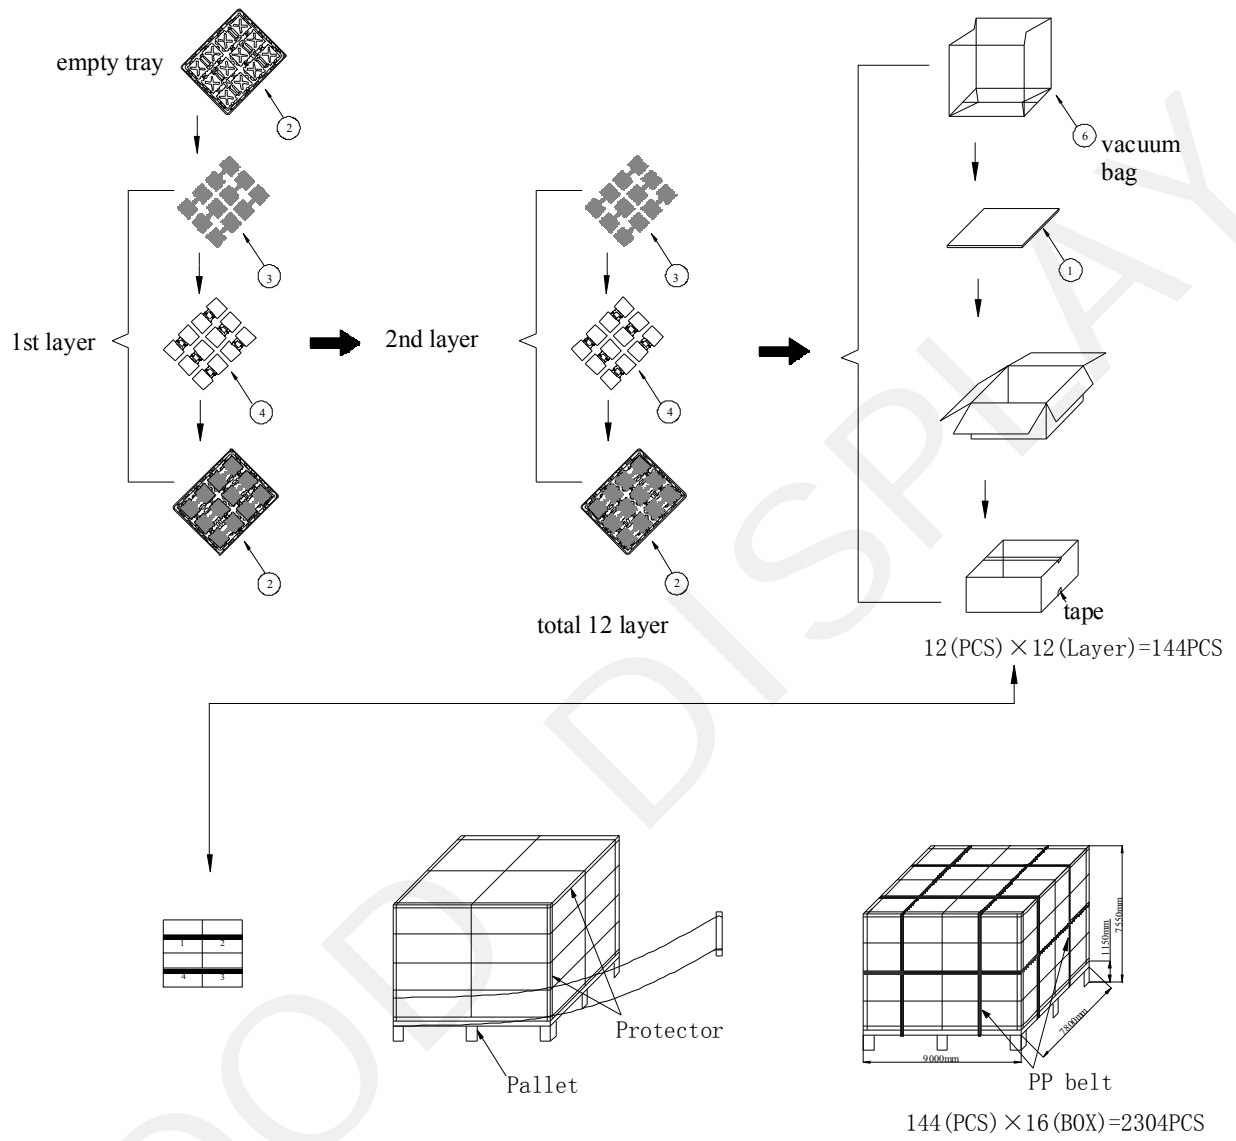 empty tray
2
3
1st layer
4
2
3
2nd layer
4
2
total 12 layer
6
vacuum
bag
1
tape
12(PCS)×12(Layer)=144PCS
1 2
4 3
Protector
Pallet
7550mm
1150mm
7800mm
9000mm
PP belt
144(PCS)×16(BOX)=2304PCS
OOD DISPLAY